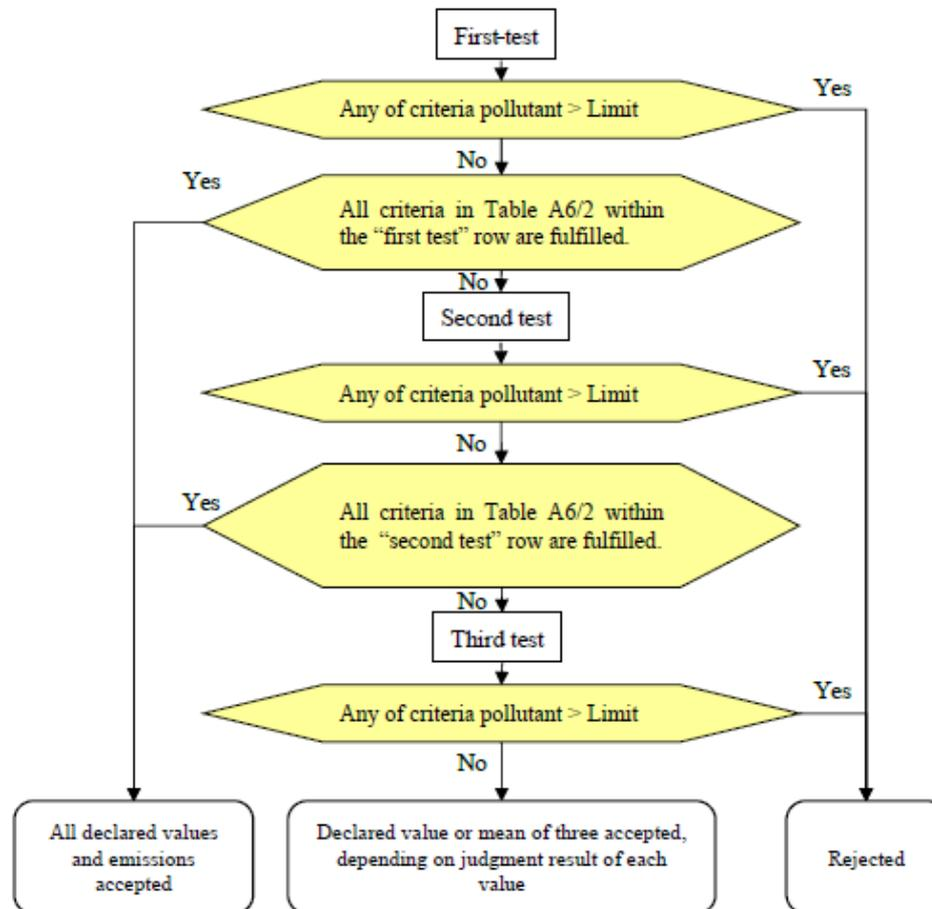 First-test
Yes
Any of criteria pollutant > Limit
No
Yes
All criteria in Table A6/2 within
the “first test” row are fulfilled.
No
Second test
Yes
Any of criteria pollutant > Limit
No
Yes
All criteria in Table A6/2 within
the “second test” row are fulfilled.
No
Third test
Yes
Any of criteria pollutant > Limit
No
All declared values
and emissions
accepted
Declared value or mean of three accepted,
depending on judgment result of each
value
Rejected